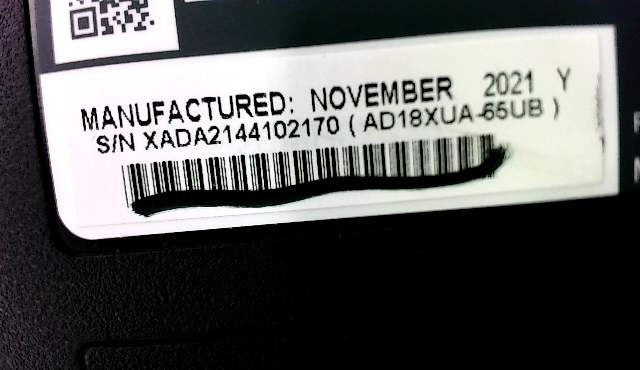 MANUFACTURED: NOVEMBER 2021 Y
S/N XADA2144102170 ( AD18XUA-65UB )